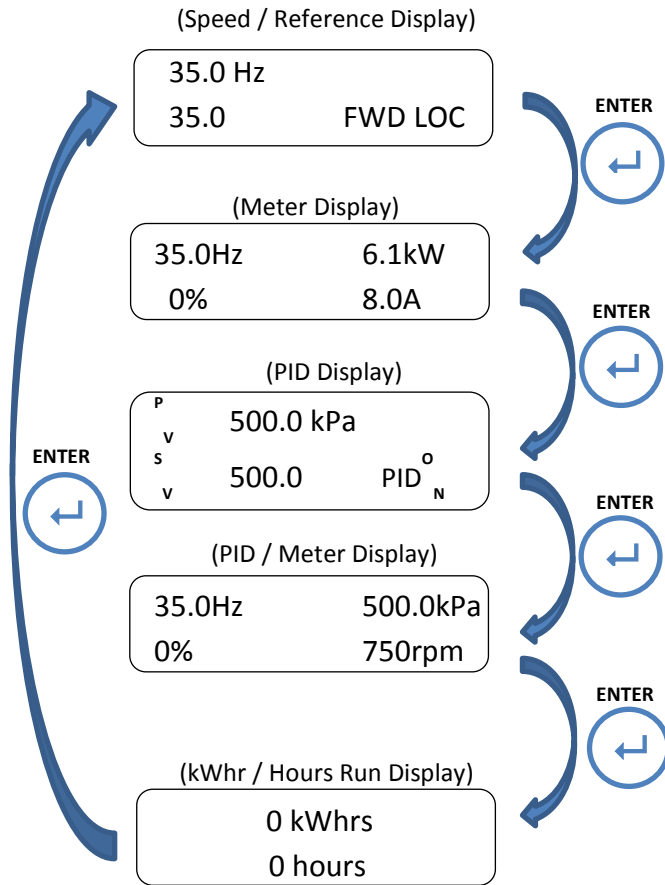 (Speed / Reference Display)
35.0 Hz
35.0 FWD LOC
ENTER
(Meter Display)
35.0Hz 6.1kW
0% 8.0A
ENTER
(PID Display)
P
V 500.0 kPa
S
V 500.0 PID O
N
ENTER
ENTER
(PID / Meter Display)
35.0Hz 500.0kPa
0% 750rpm
ENTER
(kWhr / Hours Run Display)
0 kWhrs
0 hours